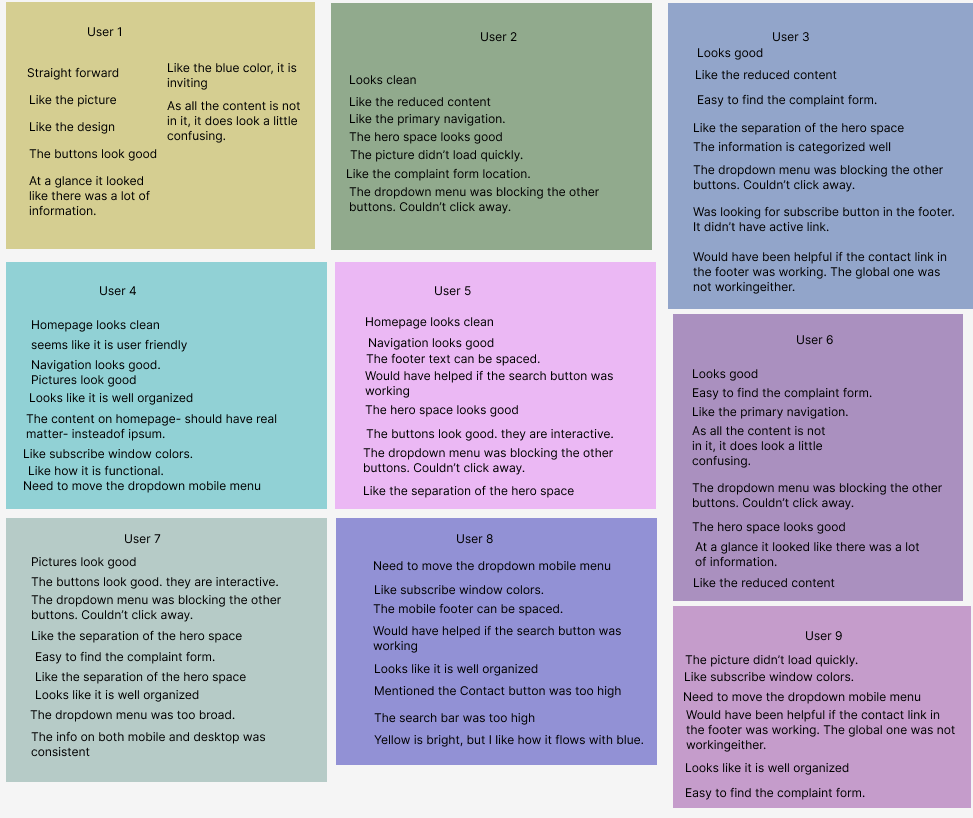 User 1
Straight forward
Like the picture
Like the design
The buttons look good
At a glance it looked
like there was a lot of
information.
Like the blue color, it is
inviting
As all the content is not
in it, it does look a little
confusing.
User 2
Looks clean
Like the reduced content
Like the primary navigation.
The hero space looks good
The picture didn't load quickly.
Like the complaint form location.
The dropdown menu was blocking the other
buttons. Couldn't click away.
User 3
Looks good
Like the reduced content
Easy to find the complaint form.
Like the separation of the hero space
The information is categorized well
The dropdown menu was blocking the other
buttons. Couldn't click away.
Was looking for subscribe button in the footer.
It didn't have active link.
Would have been helpful if the contact link in
the footer was working. The global one was
not workingeither.
User 4
Homepage looks clean
seems like it is user friendly
Navigation looks good.
Pictures look good
Looks like it is well organized
The content on homepage- should have real
matter- insteadof ipsum.
Like subscribe window colors.
Like how it is functional.
Need to move the dropdown mobile menu
User 5
Homepage looks clean
Navigation looks good
The footer text can be spaced.
Would have helped if the search button was
working
The hero space looks good
The buttons look good. they are interactive.
The dropdown menu was blocking the other
buttons. Couldn't click away.
Like the separation of the hero space
User 6
Looks good
Easy to find the complaint form.
Like the primary navigation.
As all the content is not
in it, it does look a little
confusing.
The dropdown menu was blocking the other
buttons. Couldn't click away.
The hero space looks good
At a glance it looked like there was a lot
of information.
Like the reduced content
User 7
Pictures look good
The buttons look good. they are interactive.
The dropdown menu was blocking the other
buttons. Couldn't click away.
Like the separation of the hero space
Easy to find the complaint form.
Like the separation of the hero space
Looks like it is well organized
The dropdown menu was too broad.
The info on both mobile and desktop was
consistent
User 8
Need to move the dropdown mobile menu
Like subscribe window colors.
The mobile footer can be spaced.
Would have helped if the search button was
working
Looks like it is well organized
Mentioned the Contact button was too high
The search bar was too high
Yellow is bright, but I like how it flows with blue.
User 9
The picture didn't load quickly.
Like subscribe window colors.
Need to move the dropdown mobile menu
Would have been helpful if the contact link in
the footer was working. The global one was not
workingeither.
Looks like it is well organized
Easy to find the complaint form.